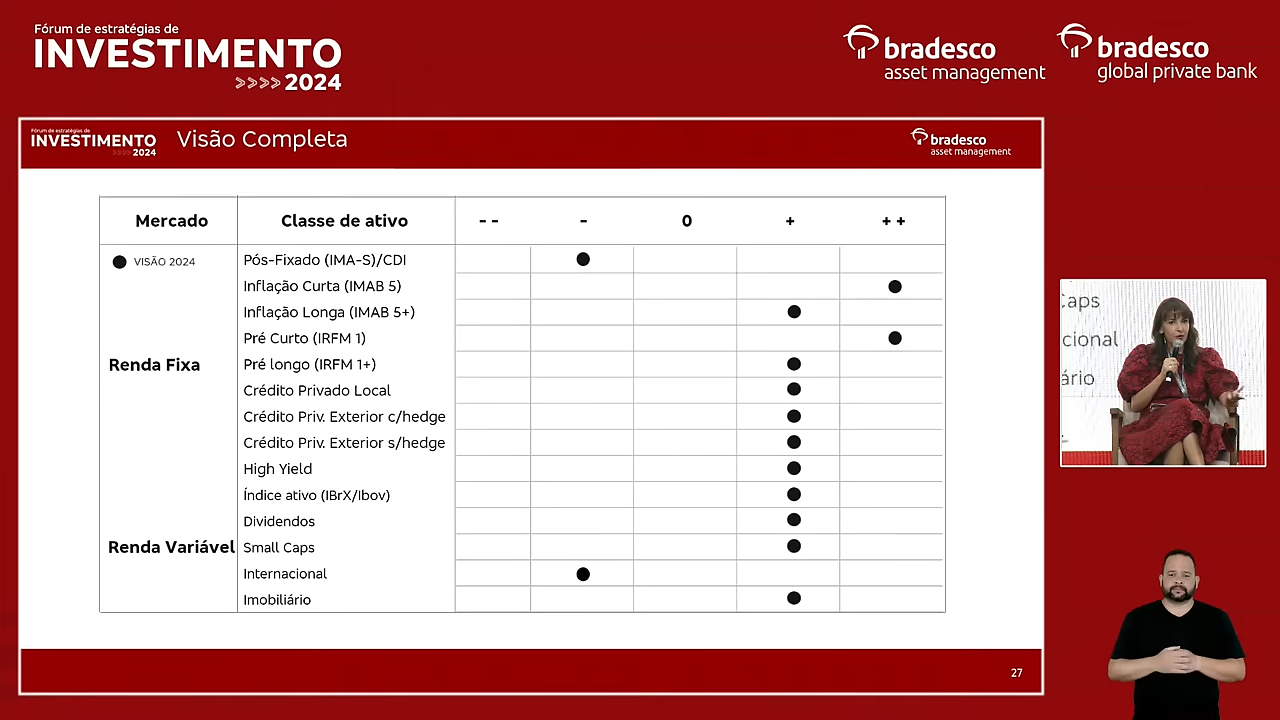 Fórum de estratégias de
INVESTIMENTO
>>>> 2024
bradesco
asset management
bradesco
global private bank
Fórum de estratégias de
INVESTIMENTO
>>>> 2024
Visão Completa
bradesco
asset management
Mercado Classe de ativo - - - 0 + + +
VISÃO 2024 Pós-Fixado (IMA-S)/CDI
Inflação Curta (IMAB 5)
Inflação Longa (IMAB 5+)
Pré Curto (IRFM 1)
Renda Fixa Pré longo (IRFM 1+)
Crédito Privado Local
Crédito Priv. Exterior c/hedge
Crédito Priv. Exterior s/hedge
High Yield
Índice ativo (IBrX/Ibov)
Dividendos
Renda Variável Small Caps
Internacional
Imobiliário
27
Caps
cional
ário